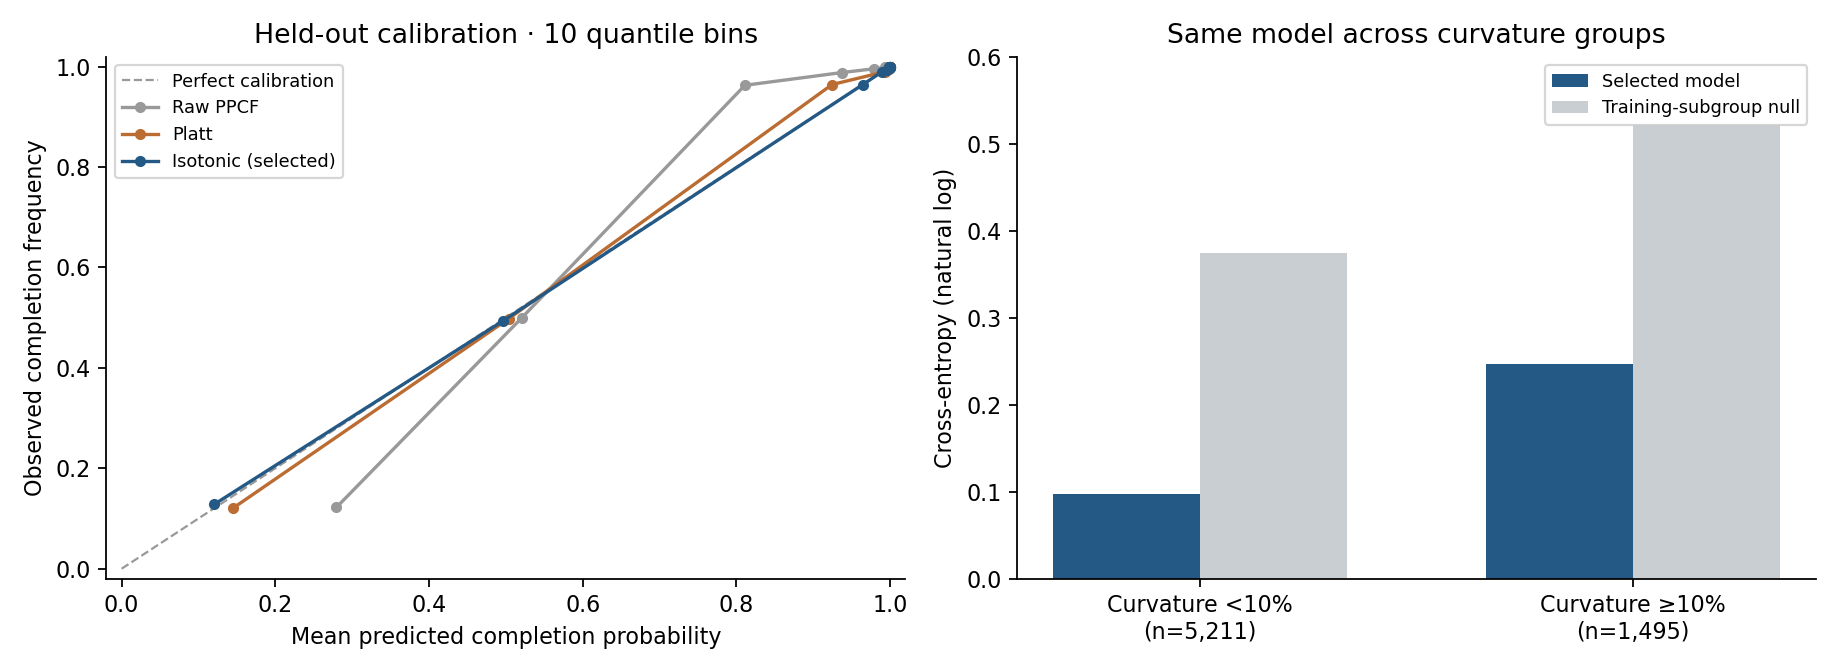 Held-out calibration · 10 quantile bins
Perfect calibration
Raw PPCF
Platt
Isotonic (selected)
Observed completion frequency
1.0
0.8
0.6
0.4
0.2
0.0
0.0 0.2 0.4 0.6 0.8 1.0
Mean predicted completion probability
Same model across curvature groups
Selected model
Training-subgroup null
Cross-entropy (natural log)
0.6
0.5
0.4
0.3
0.2
0.1
0.0
Curvature <10%
(n=5,211)
Curvature ≥10%
(n=1,495)